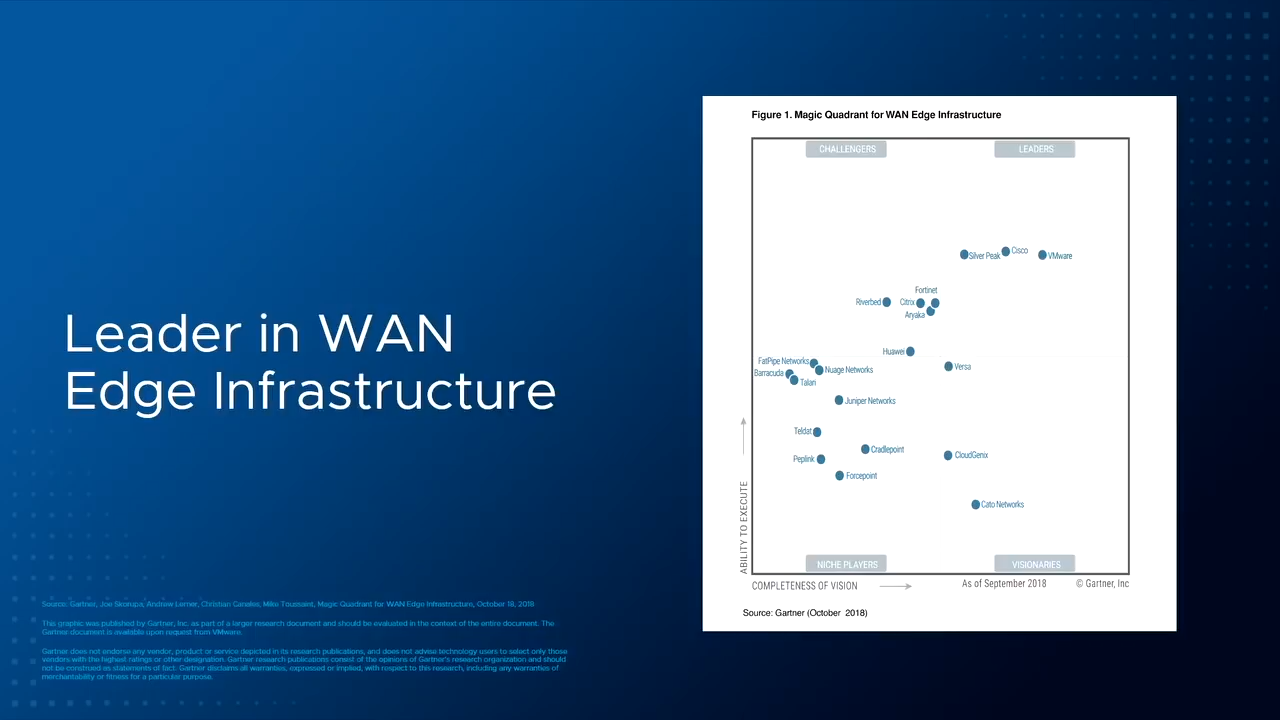 Leader in WAN
Edge Infrastructure
Source: Gartner, Joe Skorupa, Andrew Lerner, Christian Canales, Mike Toussaint, Magic Quadrant for WAN Edge Infrastructure, October 18, 2018
This graphic was published by Gartner, Inc. as part of a larger research document and should be evaluated in the context of the entire document. The
Gartner document is available upon request from VMware.
Gartner does not endorse any vendor, product or service depicted in its research publications, and does not advise technology users to select only those
vendors with the highest ratings or other designation. Gartner research publications consist of the opinions of Gartner's research organization and should
not be construed as statements of fact. Gartner disclaims all warranties, expressed or implied, with respect to this research, including any warranties of
merchantability or fitness for a particular purpose.
Figure 1. Magic Quadrant for WAN Edge Infrastructure
CHALLENGERS
LEADERS
Silver Peak
Cisco
VMware
Fortinet
Riverbed
Citrix
Aryaka
Huawei
FatPipe Networks
Versa
Barracuda
Nuage Networks
Talari
Juniper Networks
Teldat
Cradlepoint
CloudGenix
Peplink
Forcepoint
Cato Networks
ABILITY TO EXECUTE
NICHE PLAYERS
VISIONARIES
COMPLETENESS OF VISION
As of September 2018
© Gartner, Inc
Source: Gartner (October 2018)